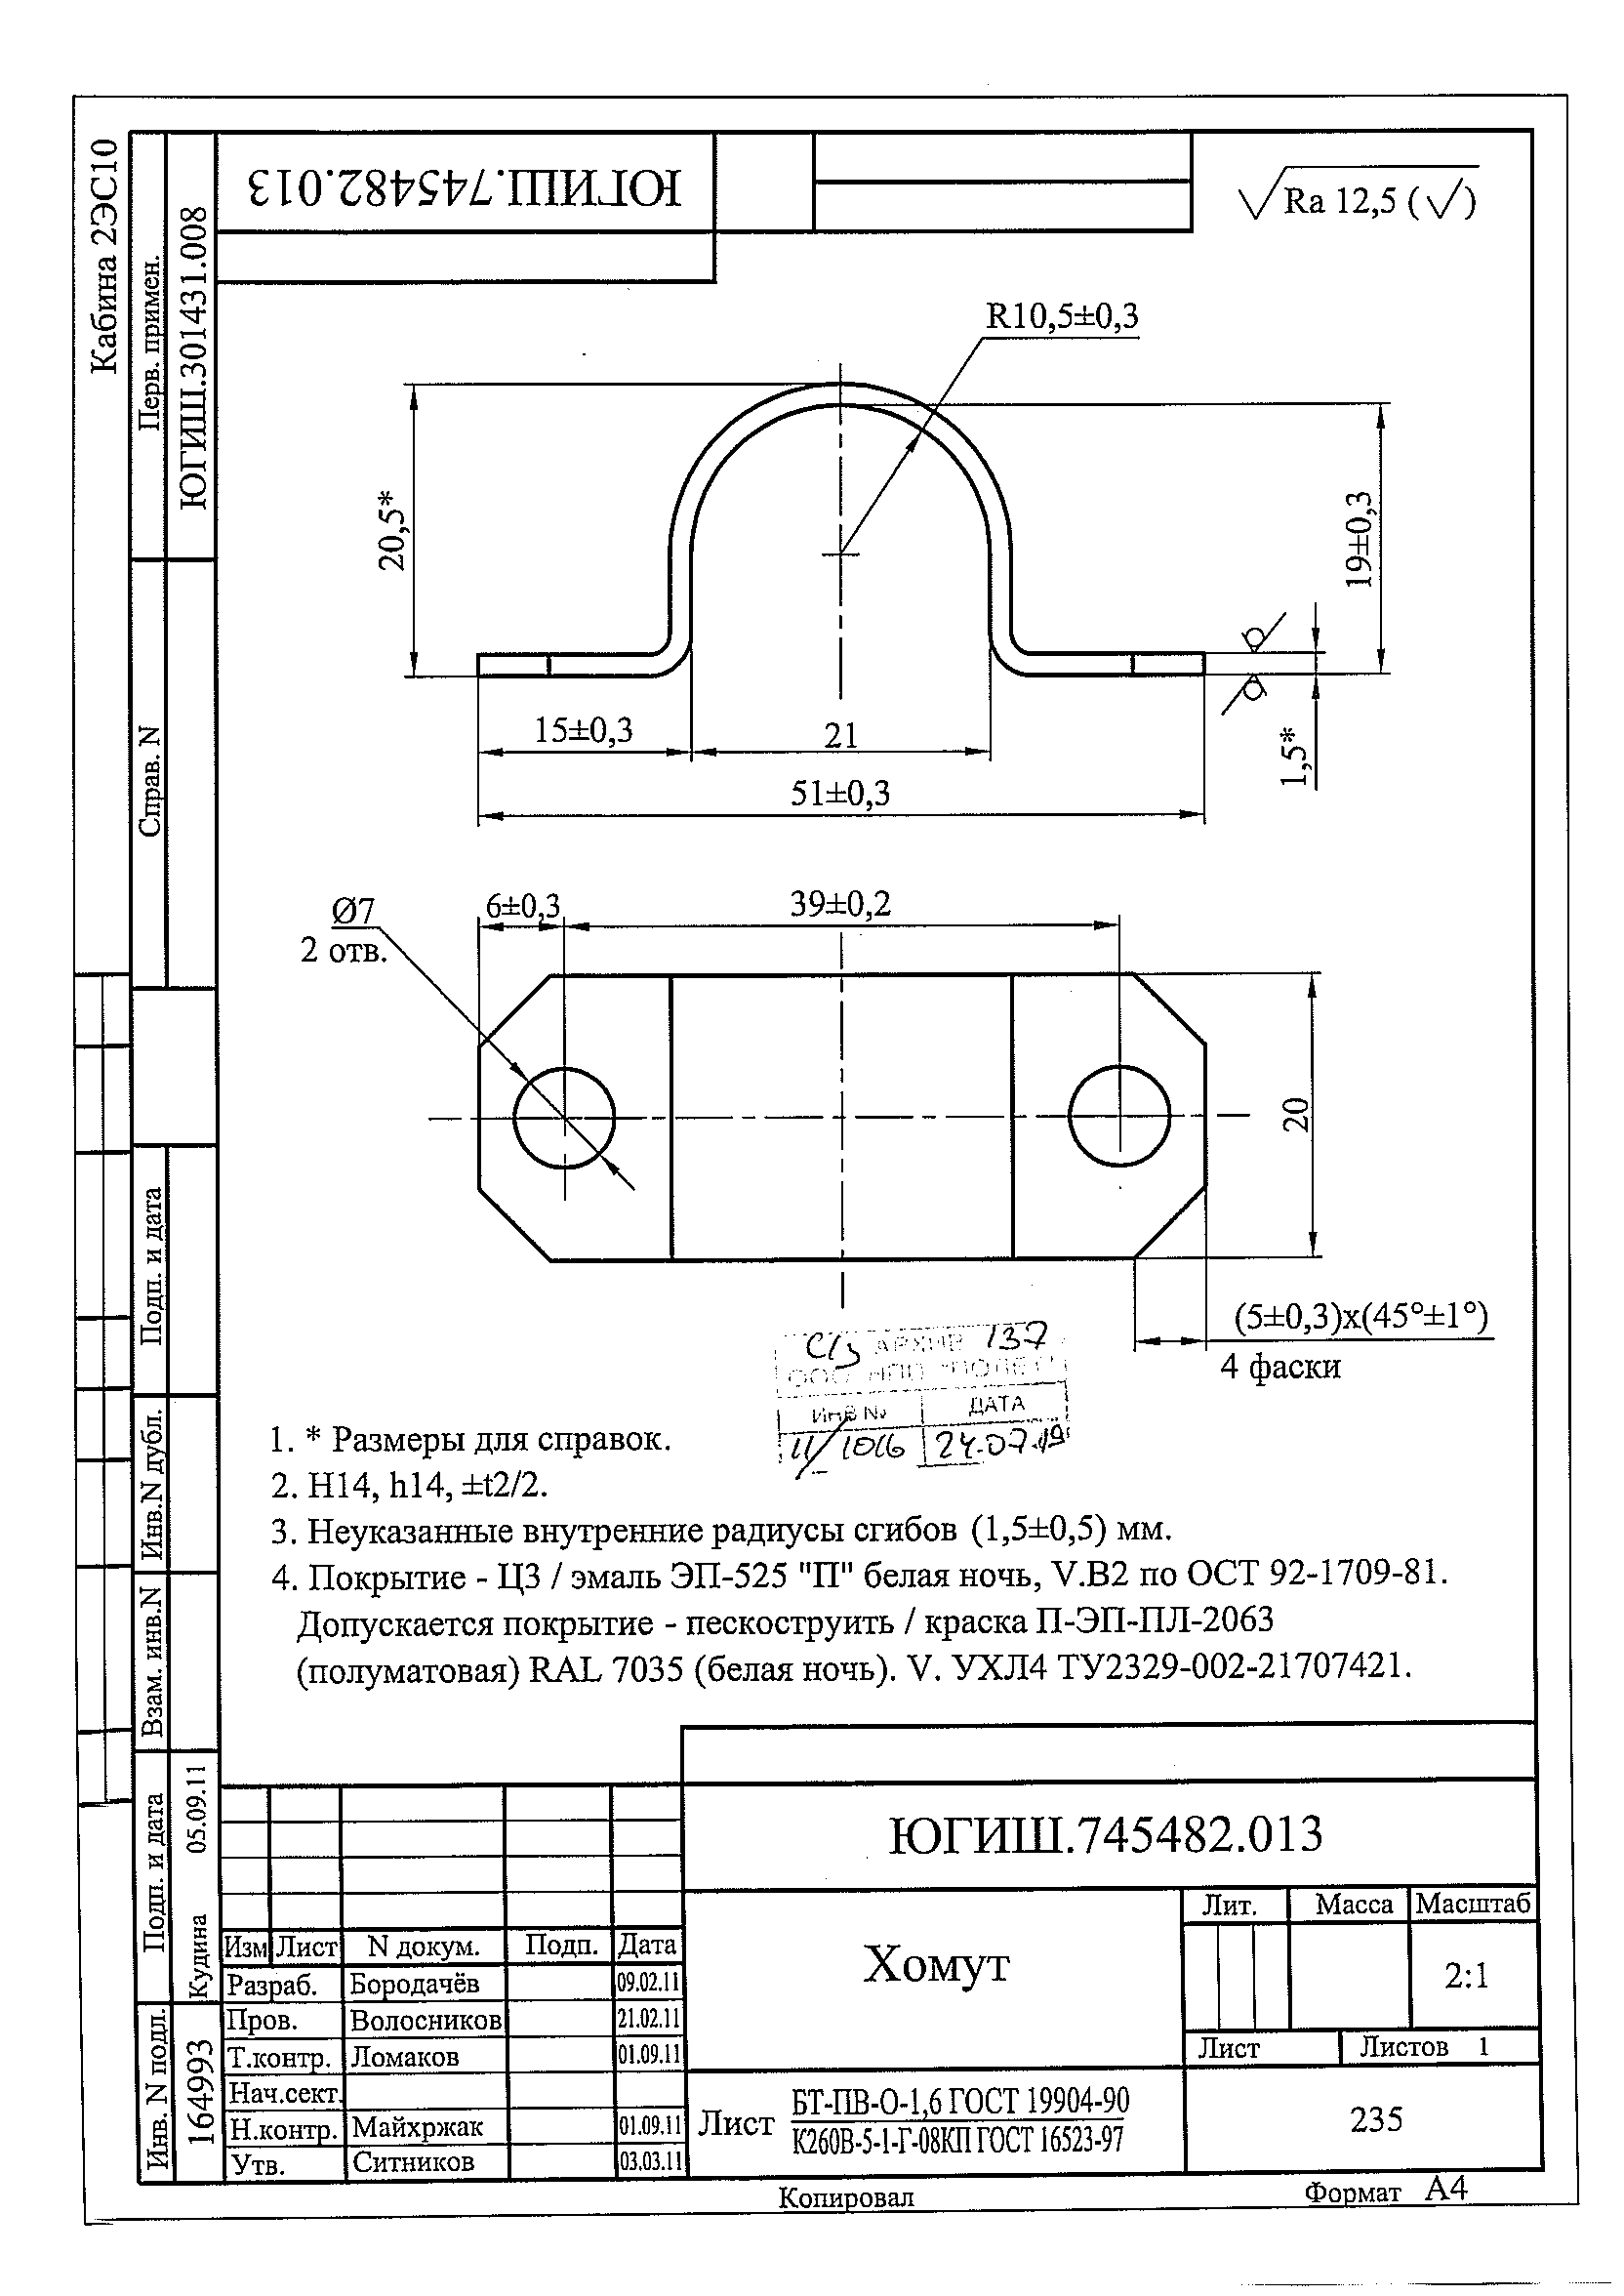 Кабина 2ЭС10
Перв. примен.
ЮГИШ.301431.008
ЮГИШ.745482.013
Ra 12,5 ( )
R10,5±0,3
20,5*
19±0,3
15±0,3
21
1,5*
51±0,3
Справ. N
Ø7
2 отв.
6±0,3
39±0,2
20
(5±0,3)х(45°±1°)
4 фаски
АРХИВ 137
ООО НПО
ИНВ №
ДАТА
11/1016
24.07.19
1. * Размеры для справок.
2. H14, h14, ±t2/2.
3. Неуказанные внутренние радиусы сгибов (1,5±0,5) мм.
4. Покрытие - Ц3 / эмаль ЭП-525 "П" белая ночь, V.В2 по ОСТ 92-1709-81.
Допускается покрытие - пескоструить / краска П-ЭП-ПЛ-2063
(полуматовая) RAL 7035 (белая ночь). V. УХЛ4 ТУ2329-002-21707421.
Подп. и дата
Инв.N дубл.
Взам. инв.N
Подп. и дата
Кудина 05.09.11
Инв. N подл.
164993
ЮГИШ.745482.013
Изм Лист N докум. Подп. Дата
Разраб. Бородачёв 09.02.11
Пров. Волосников 21.02.11
Т.контр. Ломаков 01.09.11
Нач.сект.
Н.контр. Майхржак 01.09.11
Утв. Ситников 03.03.11
Хомут
Лит. Масса Масштаб
2:1
Лист Листов 1
Лист БТ-ПВ-О-1,6 ГОСТ 19904-90
К260В-5-1-Г-08КП ГОСТ 16523-97
235
Копировал
Формат А4